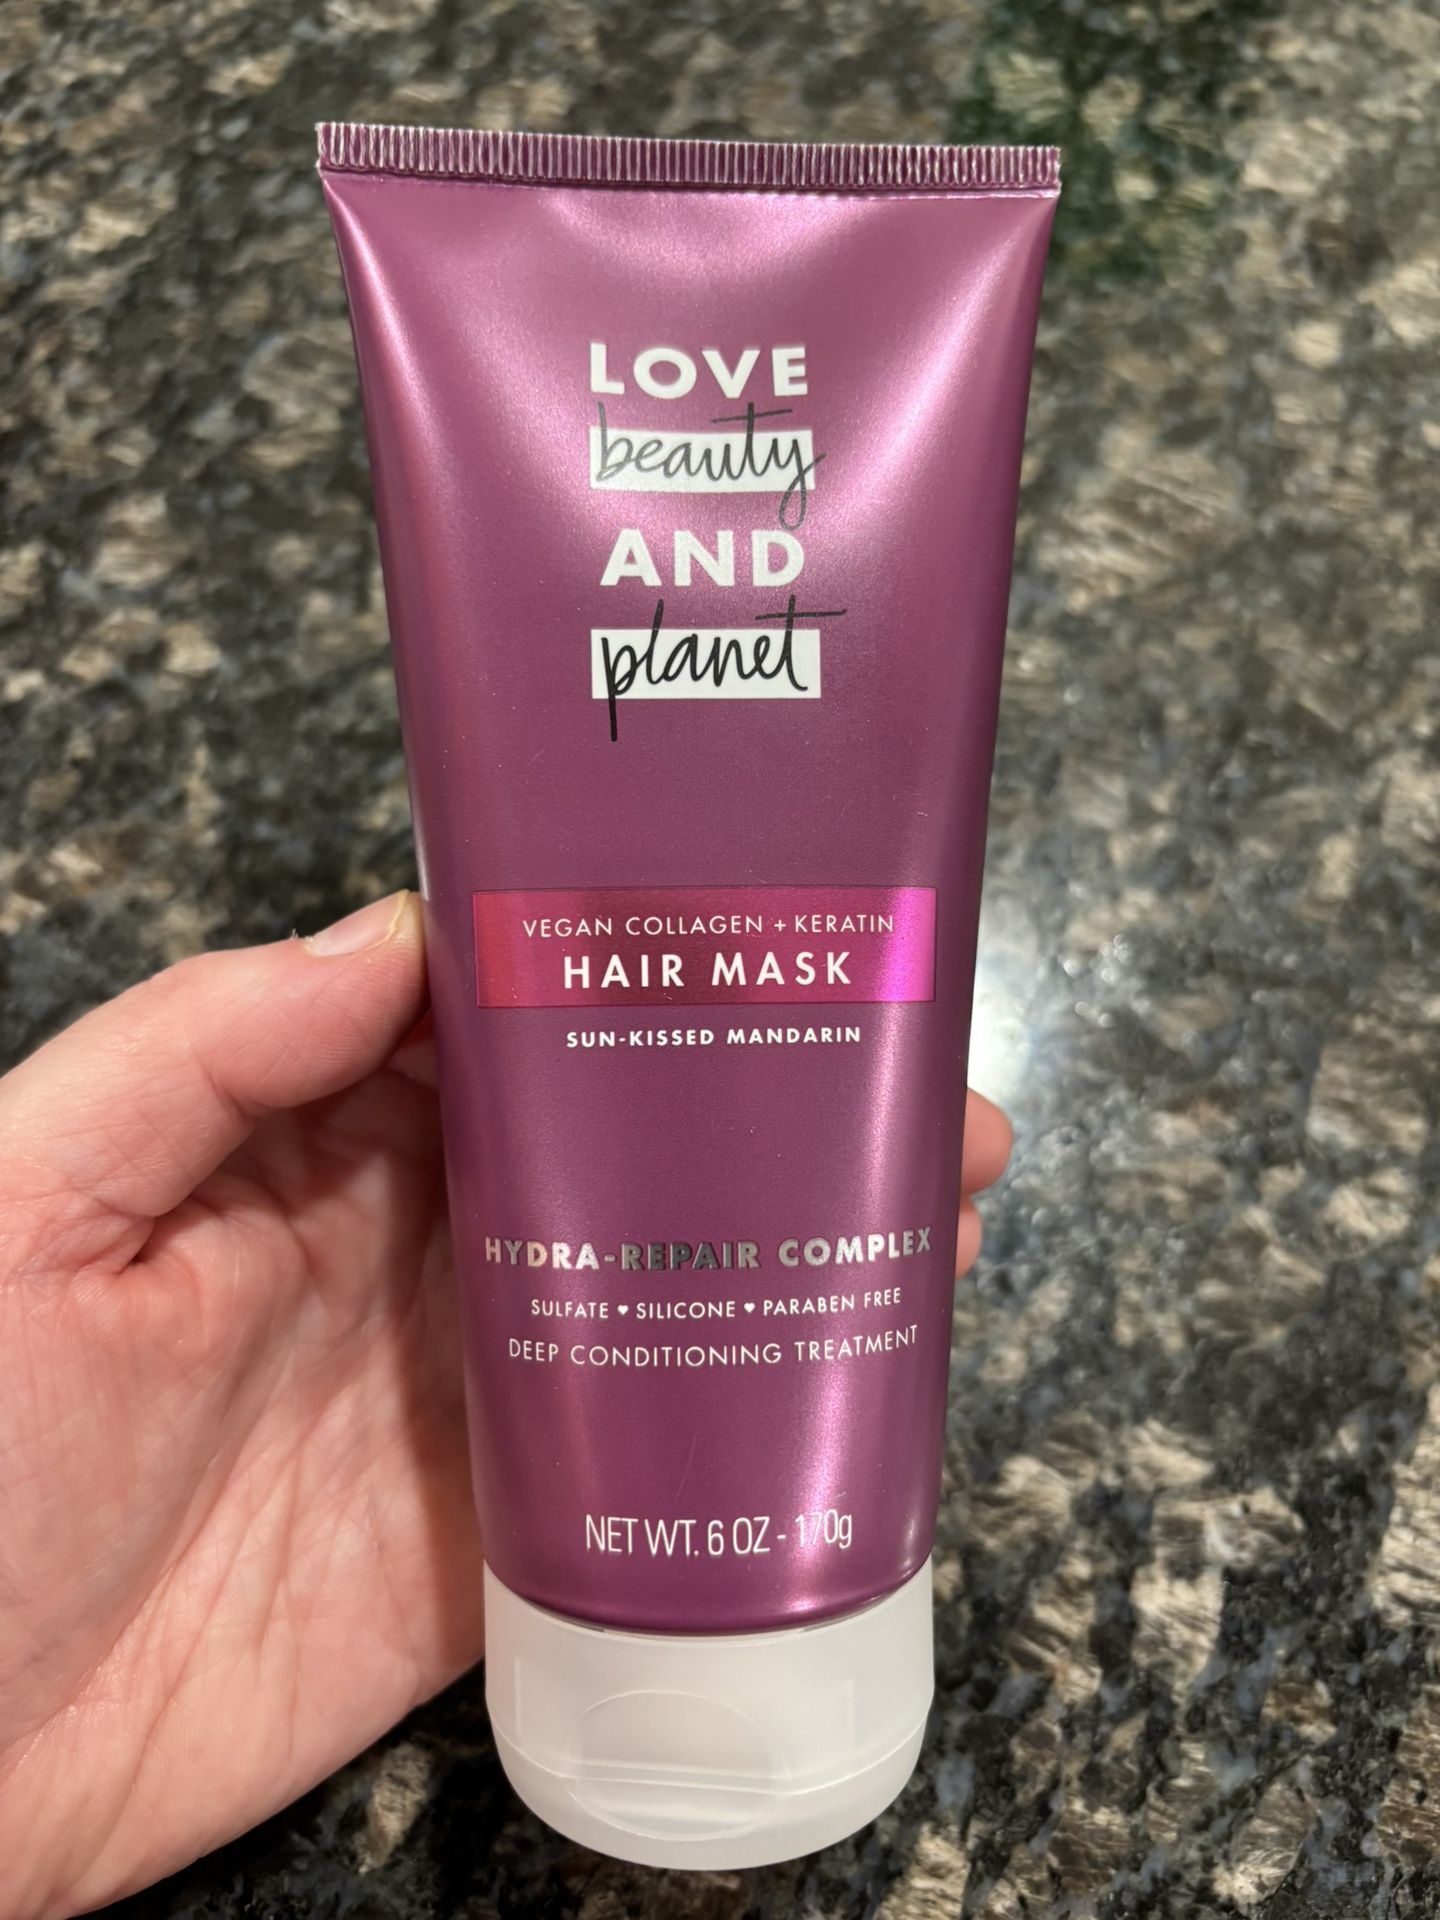 LOVE
beauty
AND
planet
VEGAN COLLAGEN + KERATIN
HAIR MASK
SUN-KISSED MANDARIN
HYDRA-REPAIR COMPLEX
SULFATE ♥ SILICONE ♥ PARABEN FREE
DEEP CONDITIONING TREATMENT
NET WT. 6 OZ - 170g